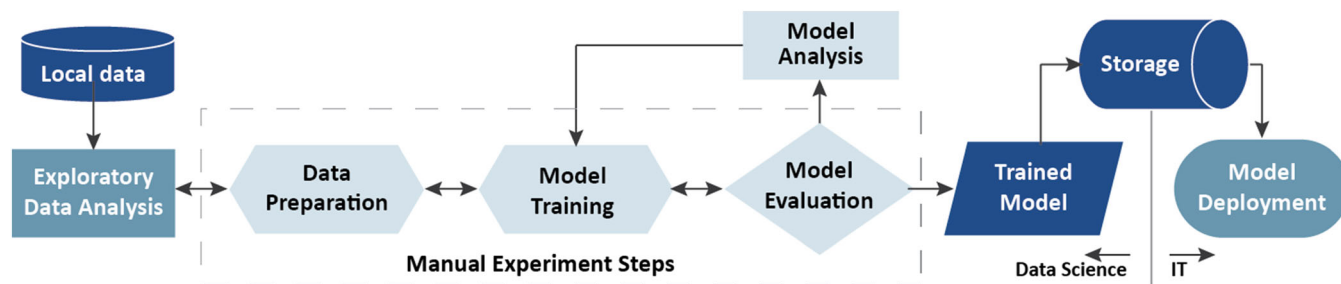 Local data
Exploratory
Data Analysis
Data
Preparation
Model
Training
Model
Analysis
Model
Evaluation
Manual Experiment Steps
Trained
Model
Storage
Model
Deployment
Data Science
IT